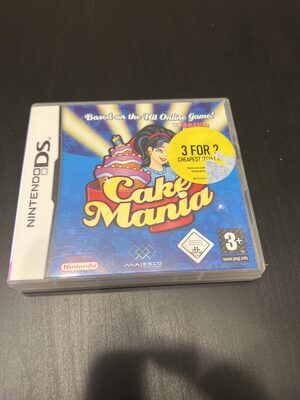 Based on the Hit Online Game!
NINTENDO DS
3 FOR 2
CHEAPEST
Cake
Mania
Nintendo
MAJESCO
3+
www.pegi.info